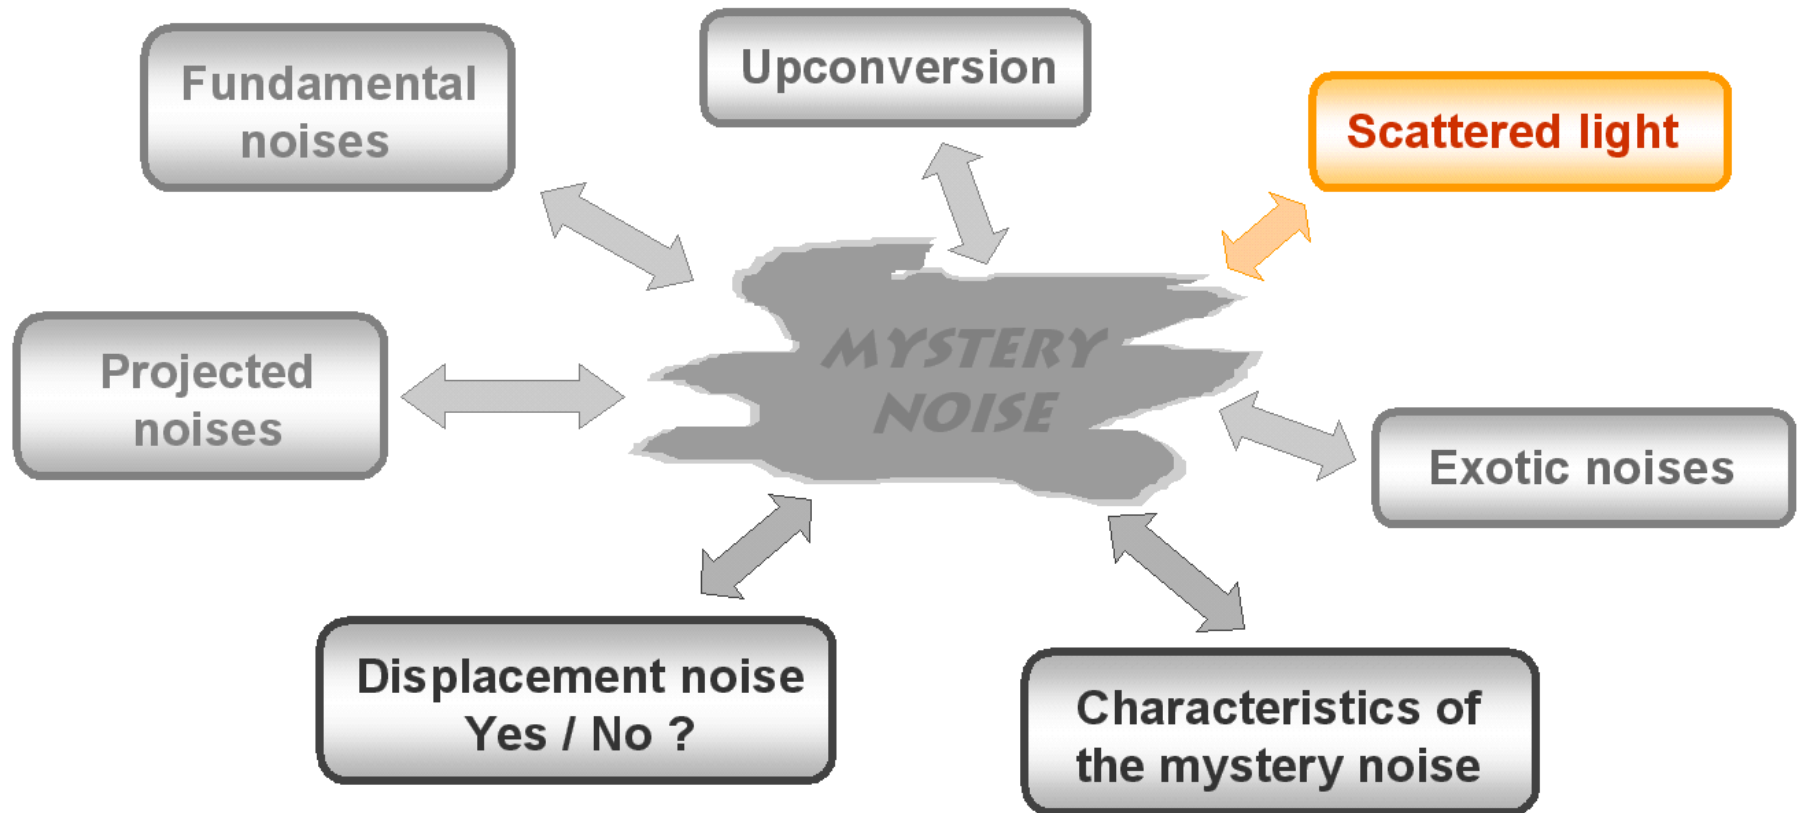 Fundamental
noises
Upconversion
Scattered light
Projected
noises
MYSTERY
NOISE
Exotic noises
Displacement noise
Yes / No ?
Characteristics of
the mystery noise